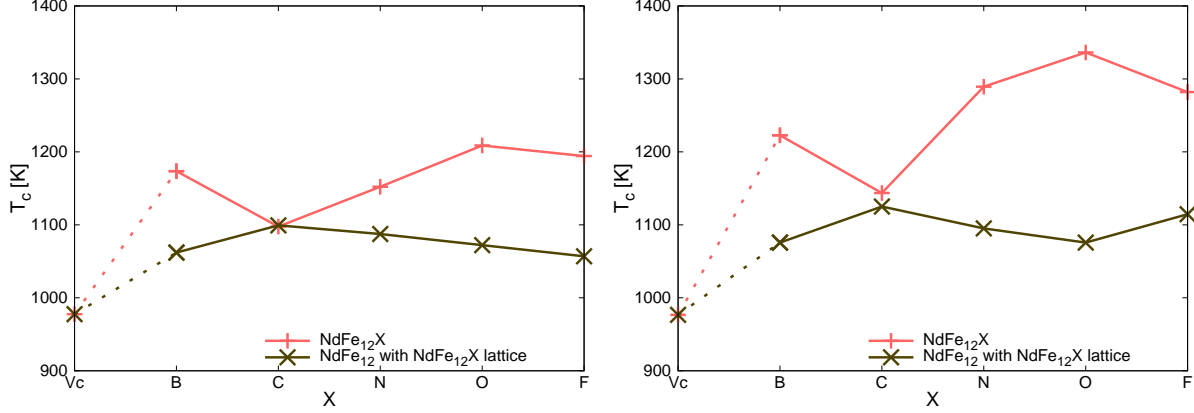 1400
1300
1200
1100
1000
900
T_c [K]
Vc B C N O F
X
NdFe₁₂X
NdFe₁₂ with NdFe₁₂X lattice
1400
1300
1200
1100
1000
900
T_c [K]
Vc B C N O F
X
NdFe₁₂X
NdFe₁₂ with NdFe₁₂X lattice